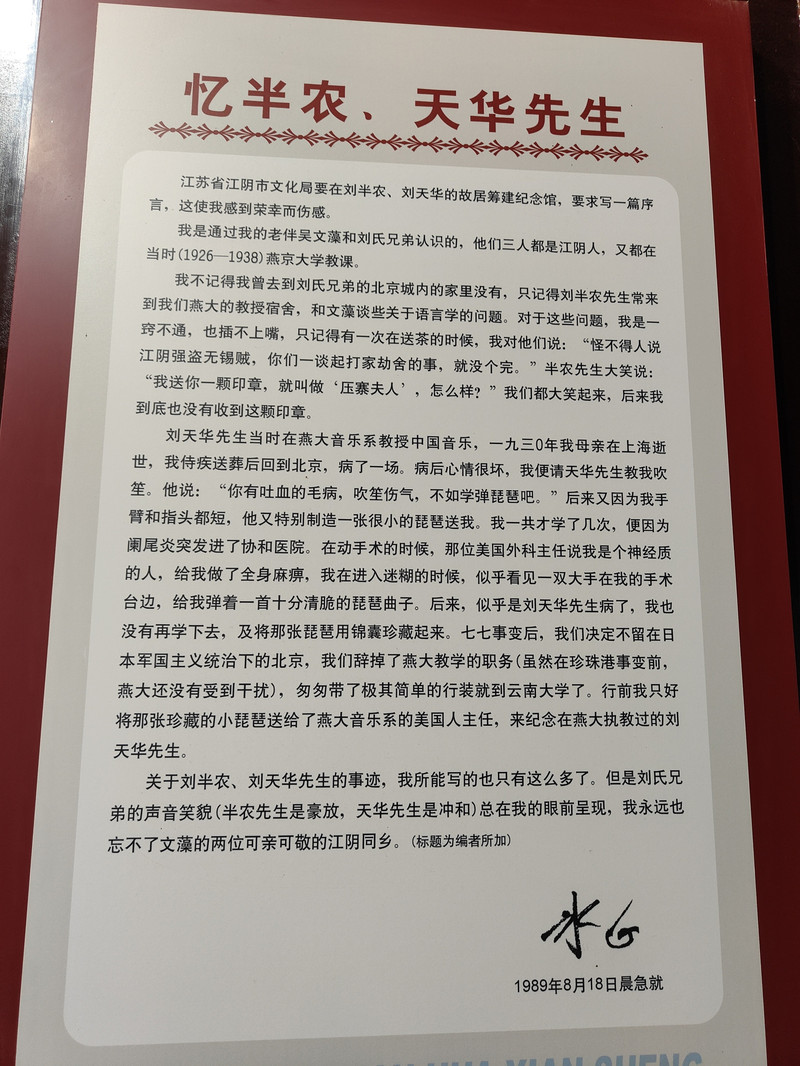 忆半农、天华先生
江苏省江阴市文化局要在刘半农、刘天华的故居筹建纪念馆，要求写一篇序
言，这使我感到荣幸而伤感。
我是通过我的老伴吴文藻和刘氏兄弟认识的，他们三人都是江阴人，又都在
当时(1926—1938)燕京大学教课。
我不记得我曾去到刘氏兄弟的北京城内的家里没有，只记得刘半农先生常来
到我们燕大的教授宿舍，和文藻谈些关于语言学的问题。对于这些问题，我是一
窍不通，也插不上嘴，只记得有一次在送茶的时候，我对他们说：“怪不得人说
江阴强盗无锡贼，你们一谈起打家劫舍的事，就没个完。”半农先生大笑说：
“我送你一颗印章，就叫做‘压寨夫人’，怎么样？”我们都大笑起来，后来我
到底也没有收到这颗印章。
刘天华先生当时在燕大音乐系教授中国音乐，一九三0年我母亲在上海逝
世，我侍疾送葬后回到北京，病了一场。病后心情很坏，我便请天华先生教我吹
笙。他说：“你有吐血的毛病，吹笙伤气，不如学弹琵琶吧。”后来又因为我手
臂和指头都短，他又特别制造一张很小的琵琶送我。我一共才学了几次，便因为
阑尾炎突发进了协和医院。在动手术的时候，那位美国外科主任说我是个神经质
的人，给我做了全身麻痹，我在进入迷糊的时候，似乎看见一双大手在我的手术
台边，给我弹着一首十分清脆的琵琶曲子。后来，似乎是刘天华先生病了，我也
没有再学下去，及将那张琵琶用锦囊珍藏起来。七七事变后，我们决定不留在日
本军国主义统治下的北京，我们辞掉了燕大教学的职务(虽然在珍珠港事变前，
燕大还没有受到干扰)，匆匆带了极其简单的行装就到云南大学了。行前我只好
将那张珍藏的小琵琶送给了燕大音乐系的美国人主任，来纪念在燕大执教过的刘
天华先生。
关于刘半农、刘天华先生的事迹，我所能写的也只有这么多了。但是刘氏兄
弟的声音笑貌(半农先生是豪放，天华先生是冲和)总在我的眼前呈现，我永远也
忘不了文藻的两位可亲可敬的江阴同乡。(标题为编者所加)
冰心
1989年8月18日晨急就
HUA XIAN SHENG